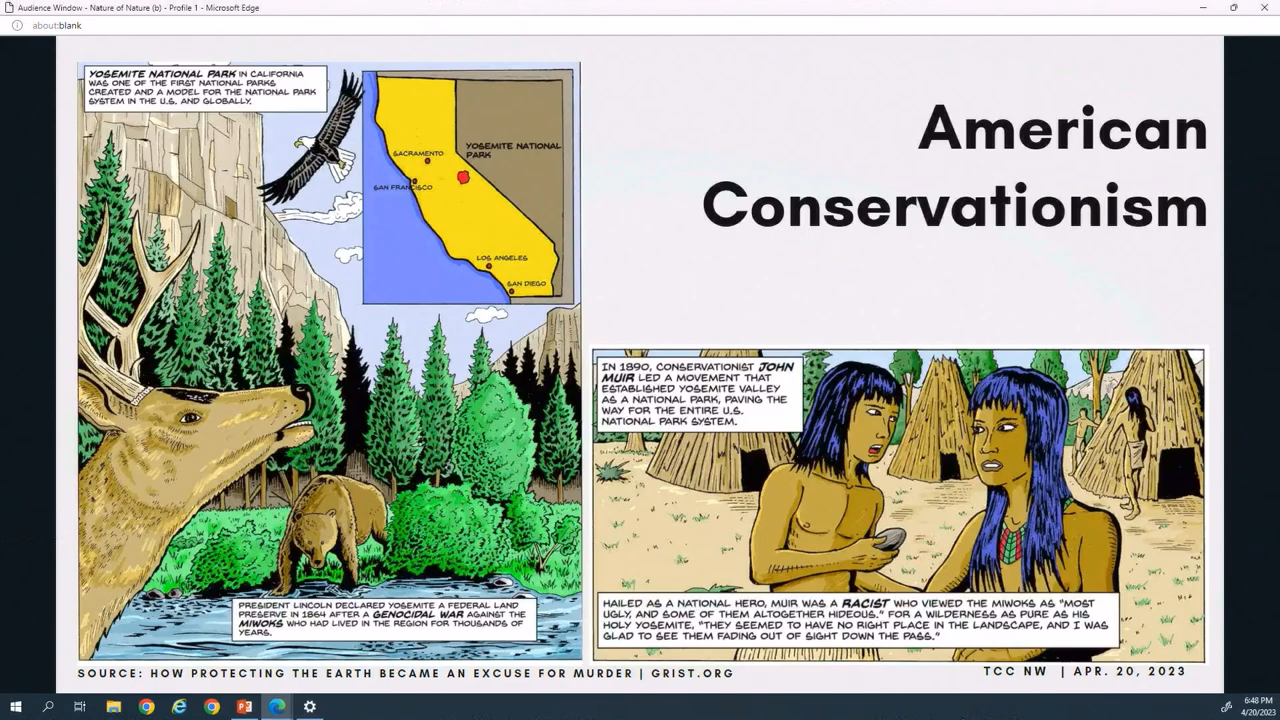 Audience Window - Nature of Nature (b) - Profile 1 - Microsoft Edge
about:blank
YOSEMITE NATIONAL PARK IN CALIFORNIA
WAS ONE OF THE FIRST NATIONAL PARKS
CREATED AND A MODEL FOR THE NATIONAL PARK
SYSTEM IN THE U.S. AND GLOBALLY.
YOSEMITE NATIONAL
PARK
SACRAMENTO
SAN FRANCISCO
LOS ANGELES
SAN DIEGO
PRESIDENT LINCOLN DECLARED YOSEMITE A FEDERAL LAND
PRESERVE IN 1864 AFTER A GENOCIDAL WAR AGAINST THE
MIWOKS WHO HAD LIVED IN THE REGION FOR THOUSANDS OF
YEARS.
American
Conservationism
IN 1890, CONSERVATIONIST JOHN
MUIR LED A MOVEMENT THAT
ESTABLISHED YOSEMITE VALLEY
AS A NATIONAL PARK, PAVING THE
WAY FOR THE ENTIRE U.S.
NATIONAL PARK SYSTEM.
HAILED AS A NATIONAL HERO, MUIR WAS A RACIST WHO VIEWED THE MIWOKS AS "MOST
UGLY AND SOME OF THEM ALTOGETHER HIDEOUS." FOR A WILDERNESS AS PURE AS HIS
HOLY YOSEMITE, "THEY SEEMED TO HAVE NO RIGHT PLACE IN THE LANDSCAPE, AND I WAS
GLAD TO SEE THEM FADING OUT OF SIGHT DOWN THE PASS."
SOURCE: HOW PROTECTING THE EARTH BECAME AN EXCUSE FOR MURDER | GRIST.ORG
TCC NW | APR. 20, 2023
6:48 PM
4/20/2023